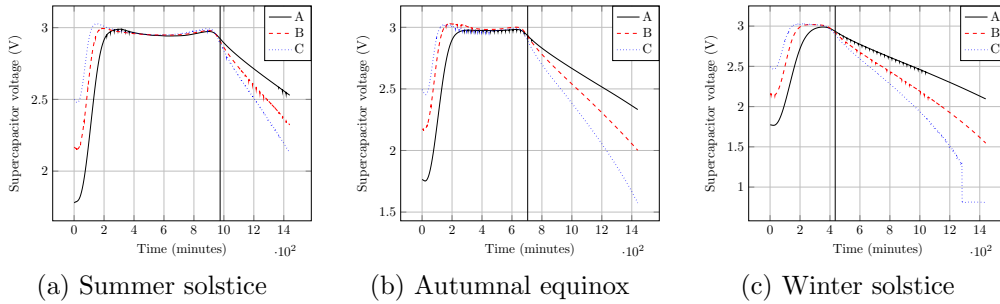 A
B
C
3
2.5
2
Supercapacitor voltage (V)
0 2 4 6 8 10 12 14
Time (minutes)
·10²
(a) Summer solstice
A
B
C
3
2.5
2
1.5
Supercapacitor voltage (V)
0 2 4 6 8 10 12 14
Time (minutes)
·10²
(b) Autumnal equinox
A
B
C
3
2.5
2
1.5
1
Supercapacitor voltage (V)
0 2 4 6 8 10 12 14
Time (minutes)
·10²
(c) Winter solstice